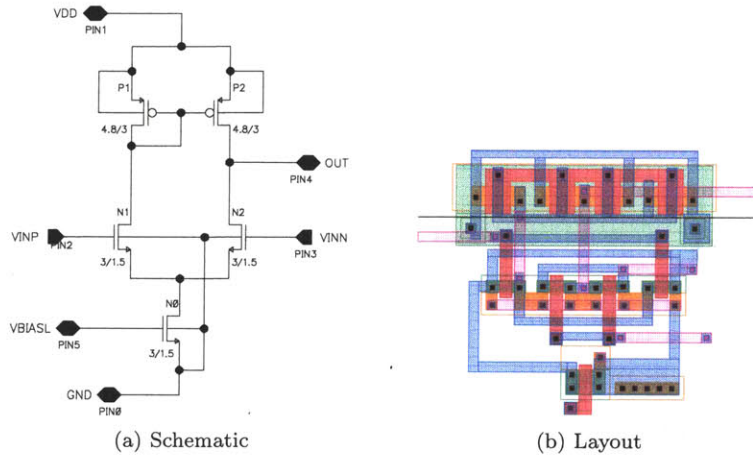 VDD
PIN1
P1
P2
4.8/3
4.8/3
OUT
PIN4
N1
N2
VINP
PIN2
VINN
PIN3
3/1.5
3/1.5
N0
VBIASL
PIN5
3/1.5
GND
PIN0
(a) Schematic
(b) Layout